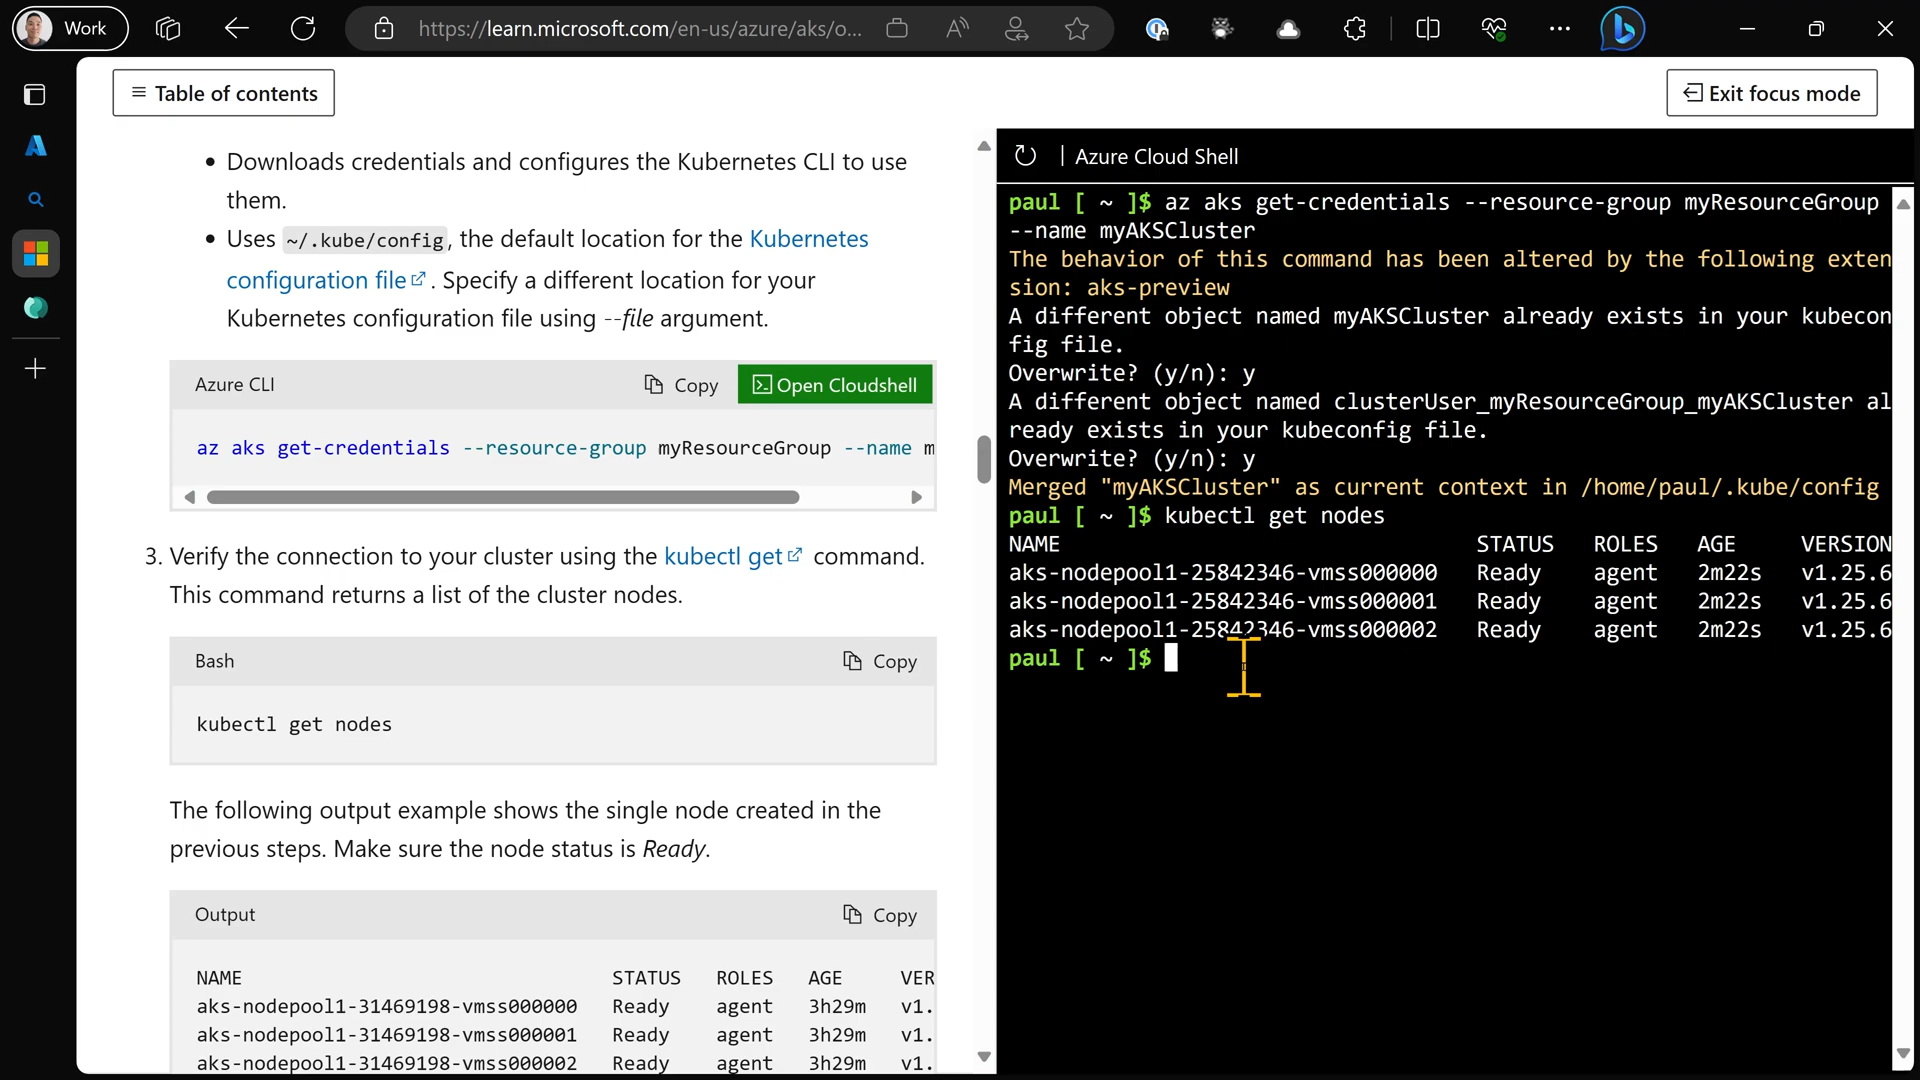 Work
https://learn.microsoft.com/en-us/azure/aks/o...
Table of contents
Exit focus mode
• Downloads credentials and configures the Kubernetes CLI to use
them.
• Uses ~/.kube/config, the default location for the Kubernetes
configuration file. Specify a different location for your
Kubernetes configuration file using --file argument.
Azure CLI
Copy
Open Cloudshell
az aks get-credentials --resource-group myResourceGroup --name m
3. Verify the connection to your cluster using the kubectl get command.
This command returns a list of the cluster nodes.
Bash
Copy
kubectl get nodes
The following output example shows the single node created in the
previous steps. Make sure the node status is Ready.
Output
Copy
NAME STATUS ROLES AGE VER
aks-nodepool1-31469198-vmss000000 Ready agent 3h29m v1.
aks-nodepool1-31469198-vmss000001 Ready agent 3h29m v1.
aks-nodepool1-31469198-vmss000002 Ready agent 3h29m v1.
| Azure Cloud Shell
paul [ ~ ]$ az aks get-credentials --resource-group myResourceGroup
--name myAKSCluster
The behavior of this command has been altered by the following exten
sion: aks-preview
A different object named myAKSCluster already exists in your kubecon
fig file.
Overwrite? (y/n): y
A different object named clusterUser_myResourceGroup_myAKSCluster al
ready exists in your kubeconfig file.
Overwrite? (y/n): y
Merged "myAKSCluster" as current context in /home/paul/.kube/config
paul [ ~ ]$ kubectl get nodes
NAME STATUS ROLES AGE VERSION
aks-nodepool1-25842346-vmss000000 Ready agent 2m22s v1.25.6
aks-nodepool1-25842346-vmss000001 Ready agent 2m22s v1.25.6
aks-nodepool1-25842346-vmss000002 Ready agent 2m22s v1.25.6
paul [ ~ ]$